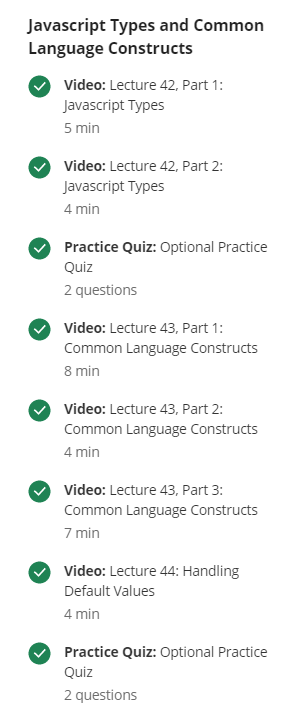 Javascript Types and Common
Language Constructs
Video: Lecture 42, Part 1:
Javascript Types
5 min
Video: Lecture 42, Part 2:
Javascript Types
4 min
Practice Quiz: Optional Practice
Quiz
2 questions
Video: Lecture 43, Part 1:
Common Language Constructs
8 min
Video: Lecture 43, Part 2:
Common Language Constructs
4 min
Video: Lecture 43, Part 3:
Common Language Constructs
7 min
Video: Lecture 44: Handling
Default Values
4 min
Practice Quiz: Optional Practice
Quiz
2 questions